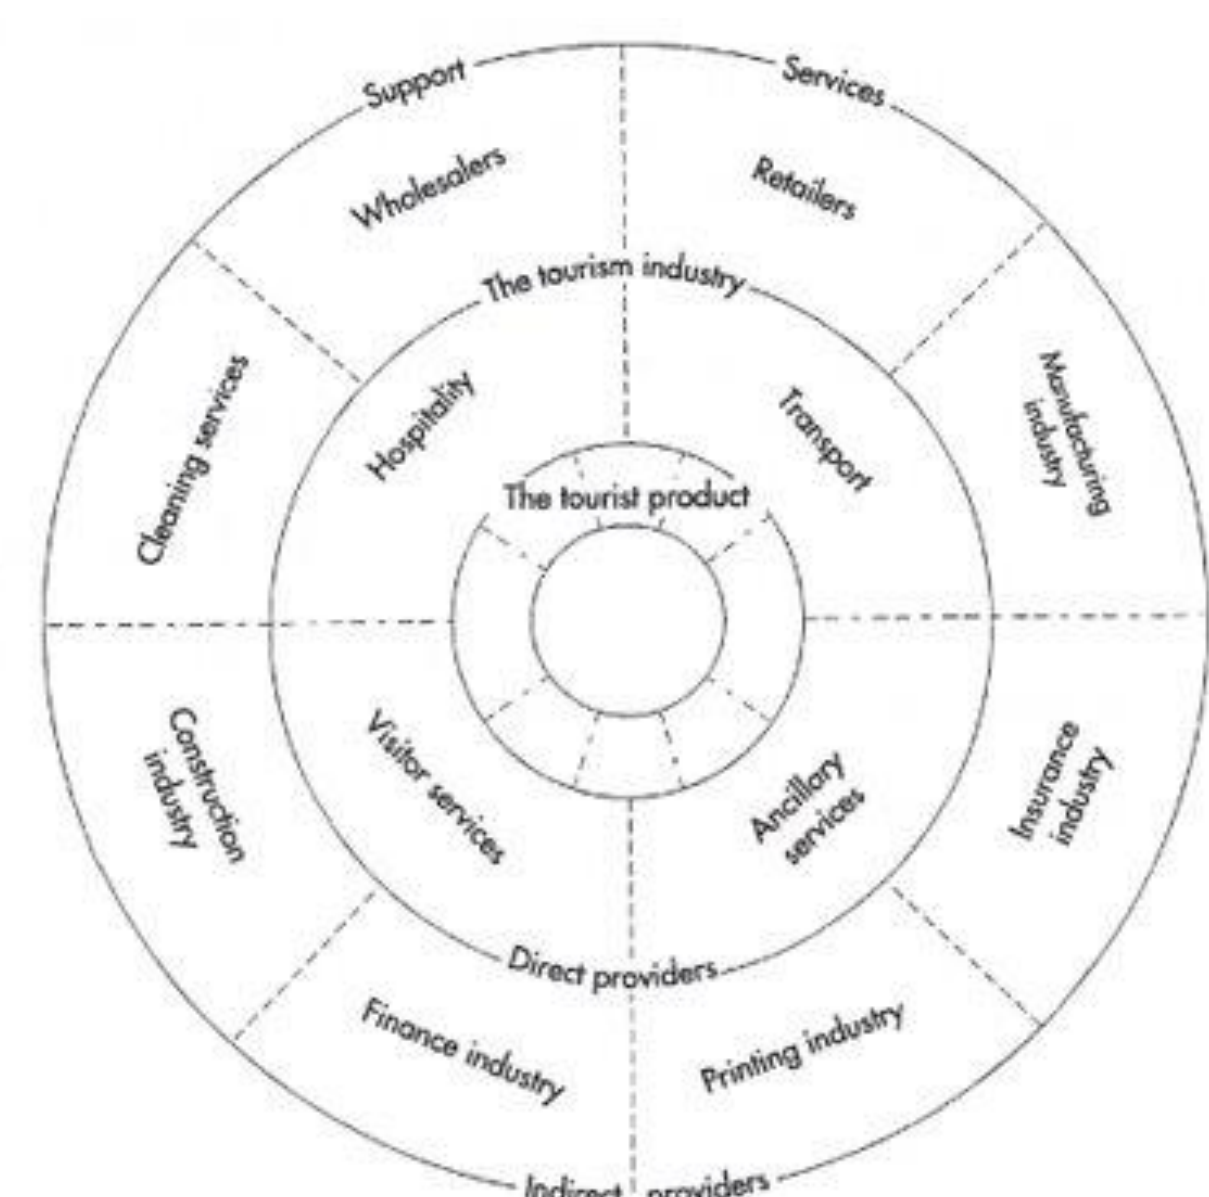 Support
Services
Wholesalers
Retailers
The tourism industry
Cleaning services
Hospitality
Transport
Manufacturing
industry
The tourist product
Construction
industry
Visitor services
Ancillary
services
Insurance
industry
Direct providers
Finance industry
Printing industry
Indirect providers